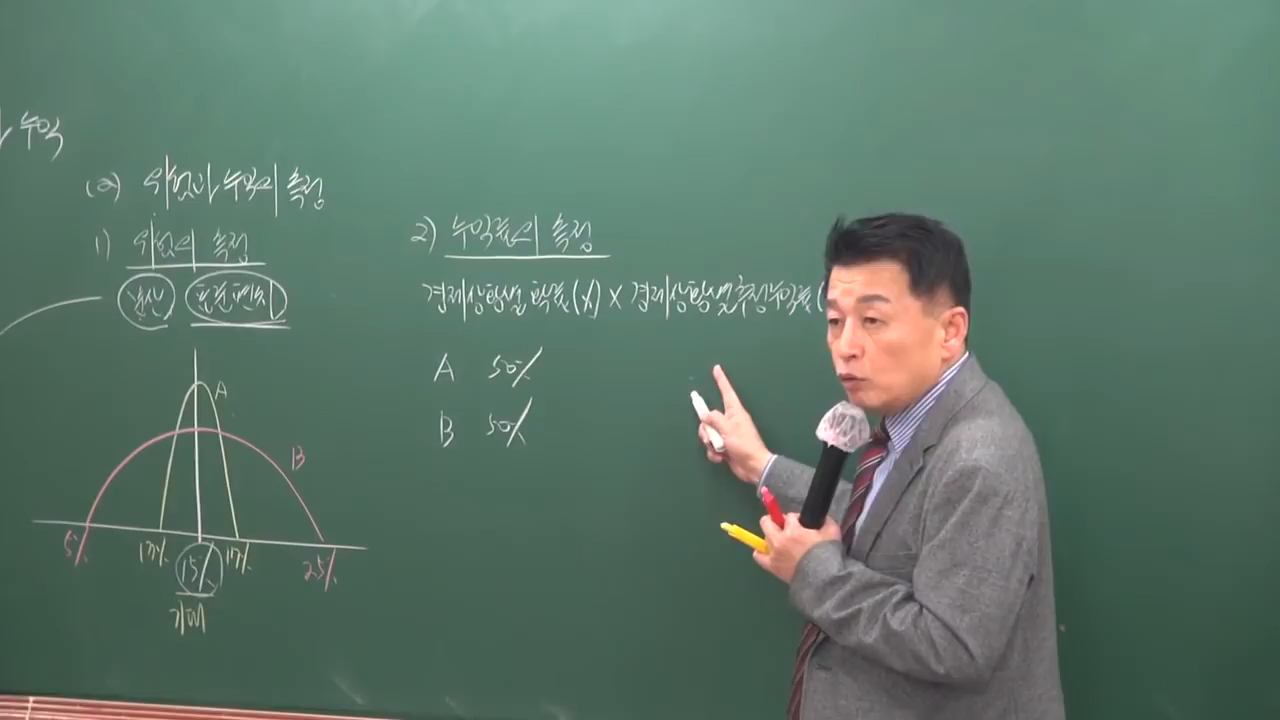 수익
(2) 위험과 수익의 측정
1) 위험의 측정
분산 표준편차
A
B
5%
13%
15%
17%
25%
기대
2) 수익률의 측정
경제상황별 확률(%) × 경제상황별 추정수익률(
A 50%
B 50%